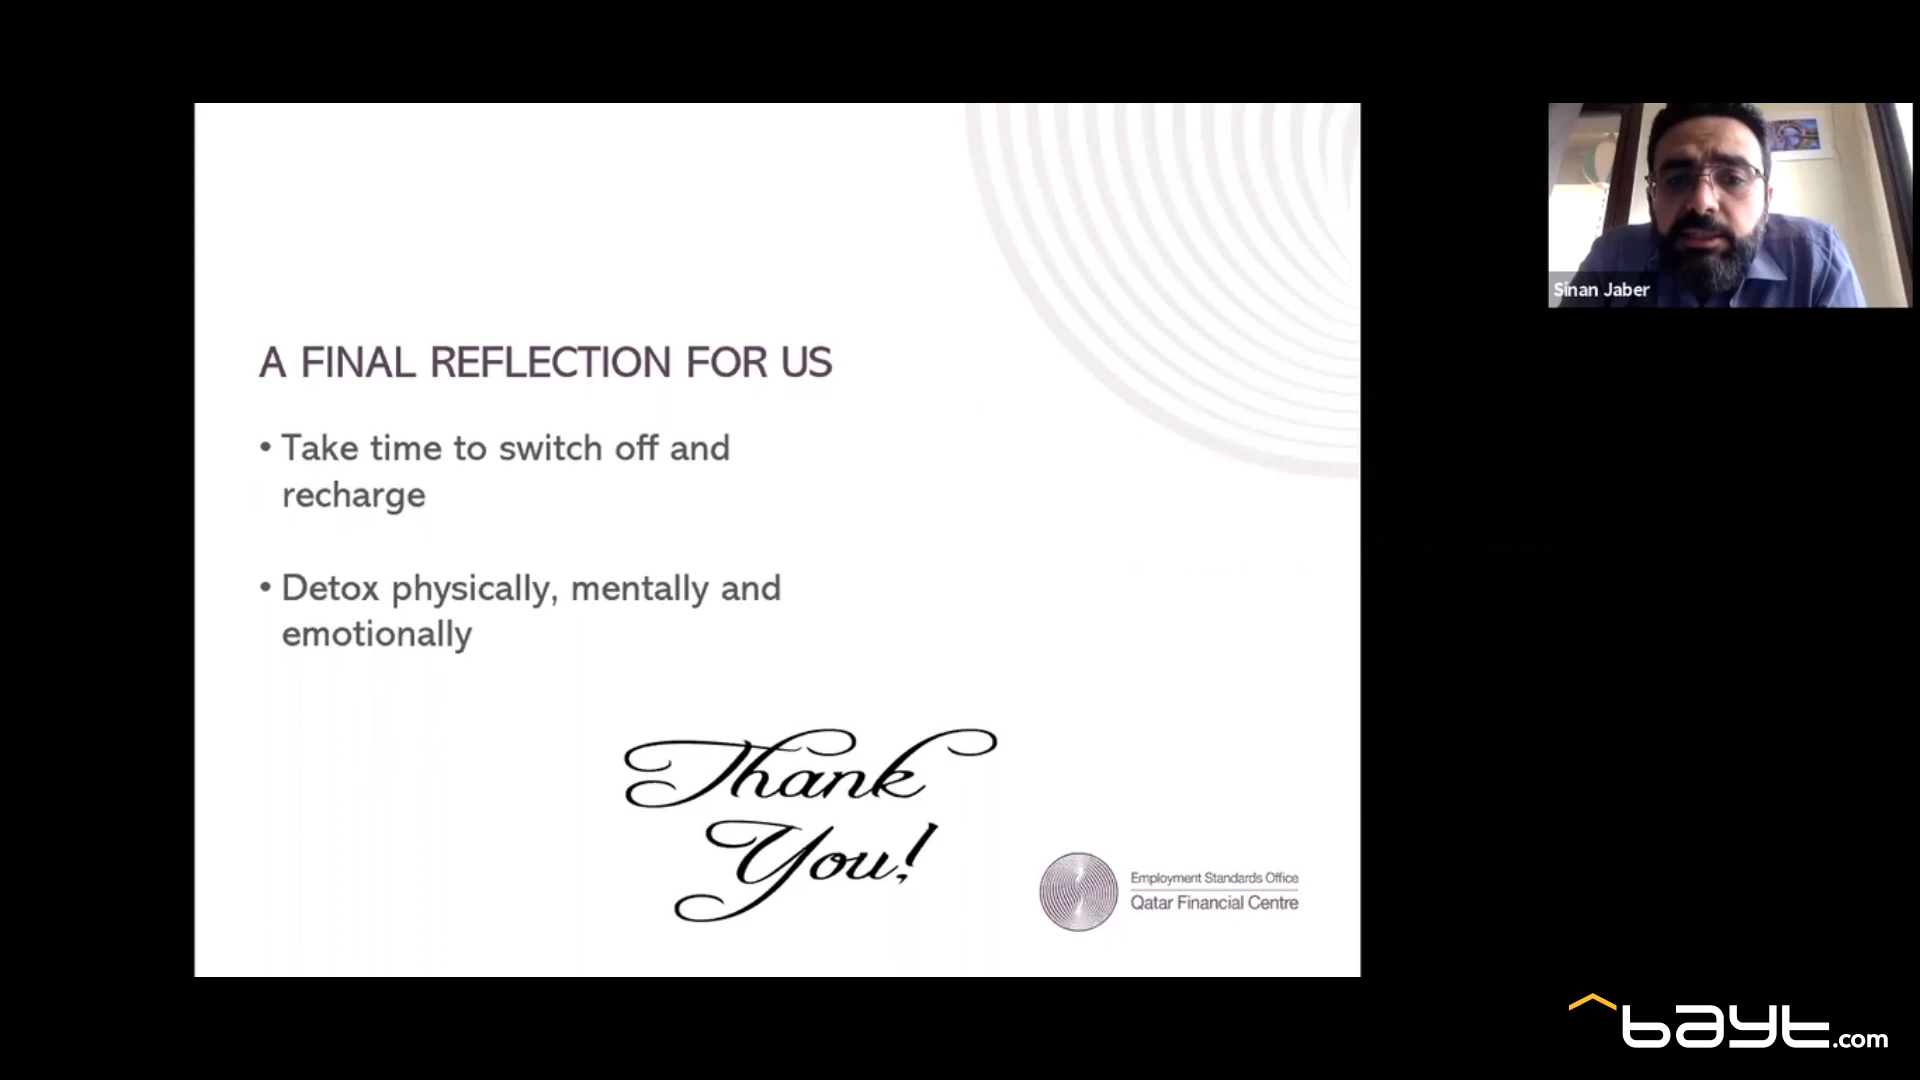 A FINAL REFLECTION FOR US
• Take time to switch off and
recharge
• Detox physically, mentally and
emotionally
Thank
You!
Employment Standards Office
Qatar Financial Centre
Sinan Jaber
bayt.com